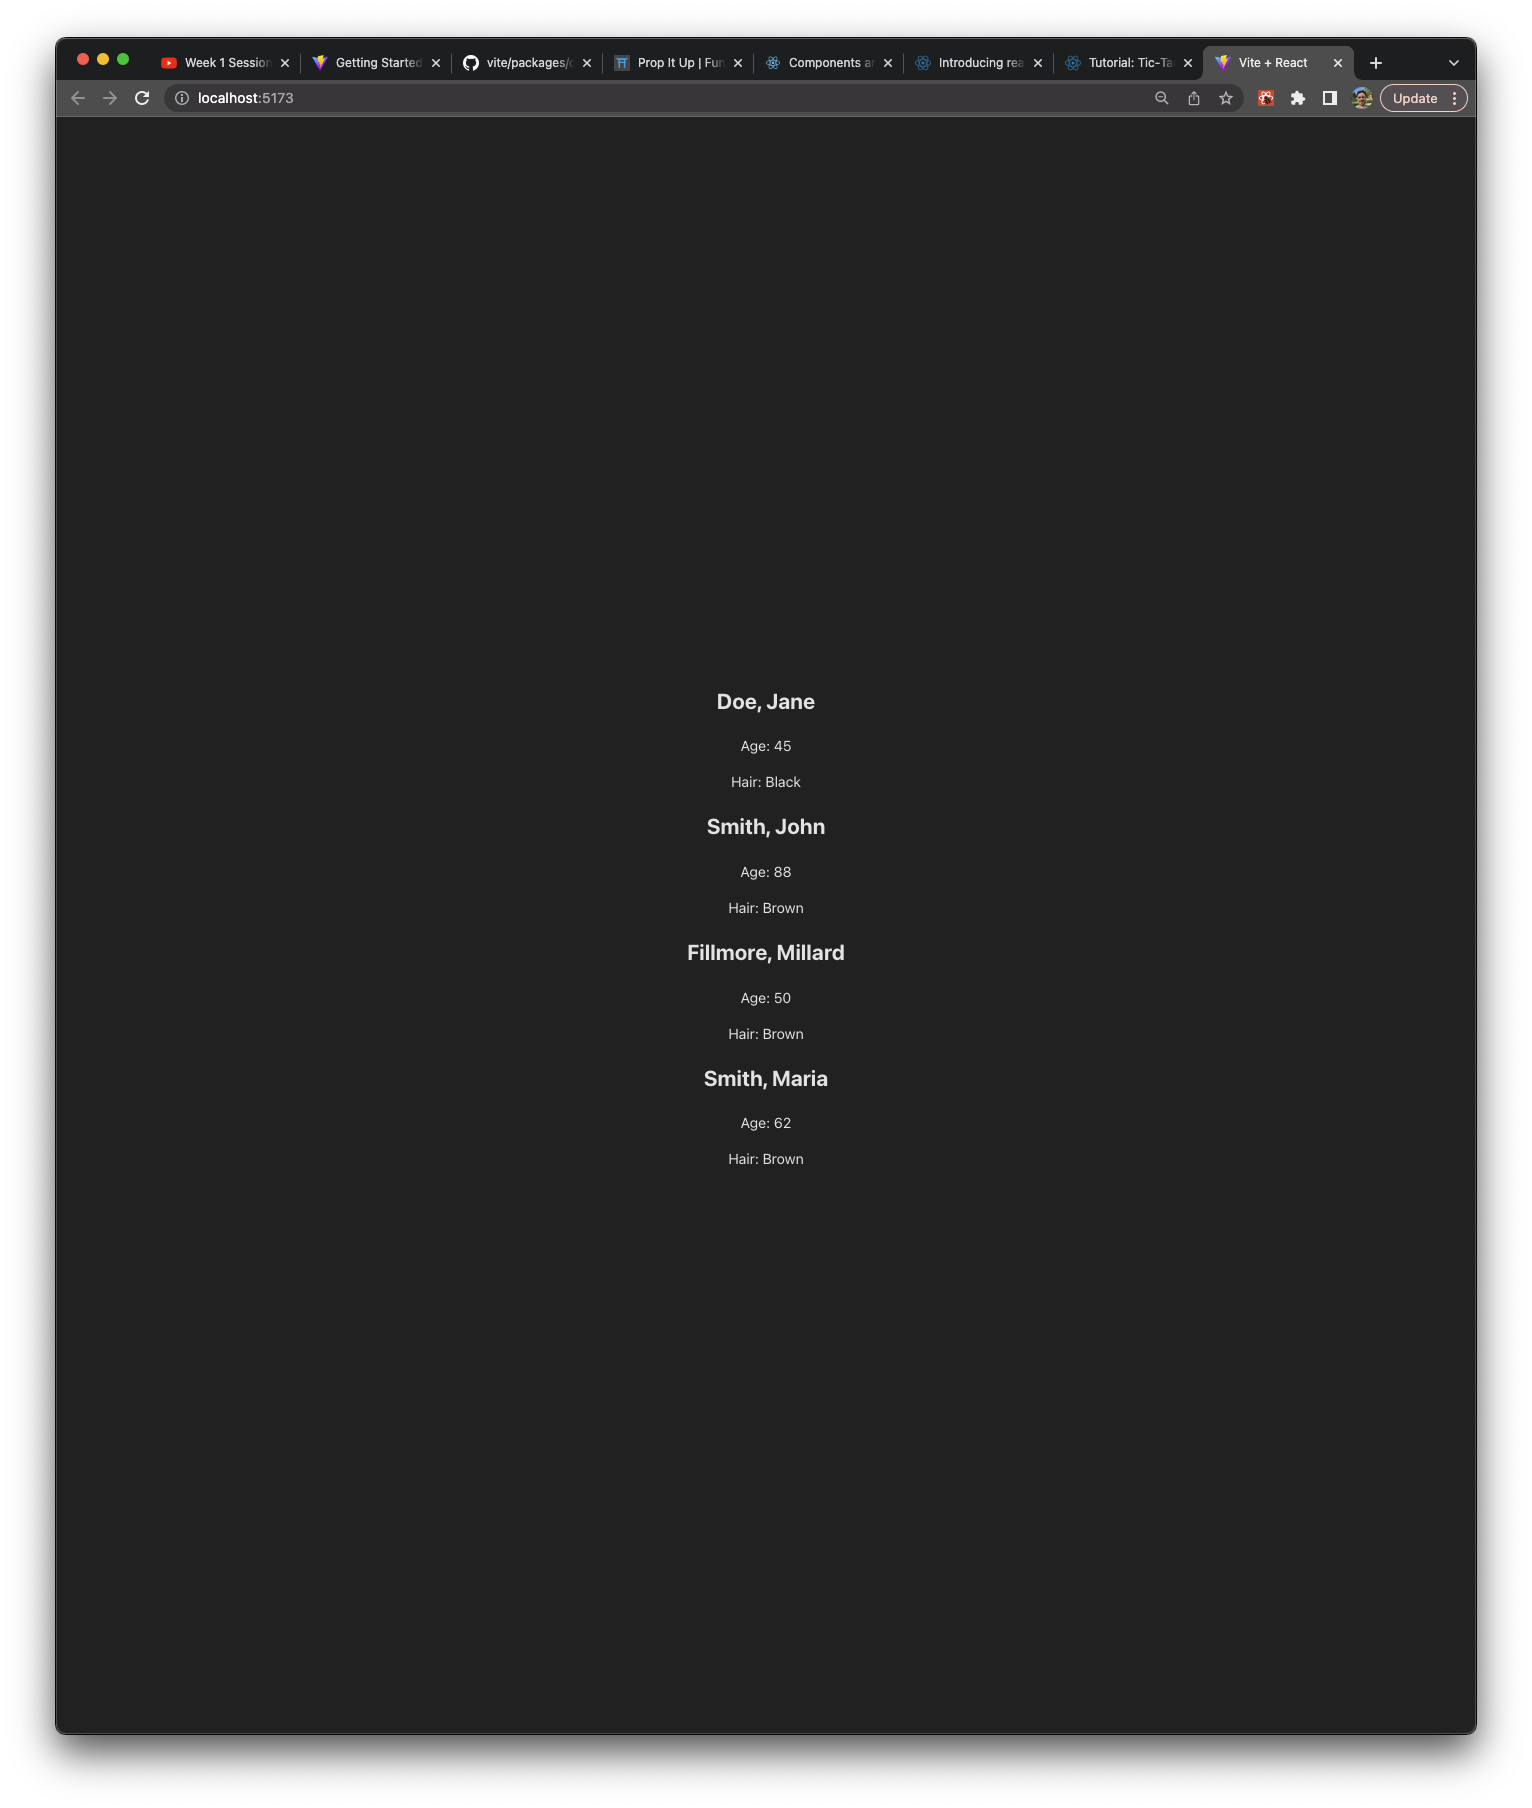 Week 1 Session
Getting Started
vite/packages/c
Prop It Up | Fun
Components a
Introducing rea
Tutorial: Tic-Ta
Vite + React
localhost:5173
Update
Doe, Jane
Age: 45
Hair: Black
Smith, John
Age: 88
Hair: Brown
Fillmore, Millard
Age: 50
Hair: Brown
Smith, Maria
Age: 62
Hair: Brown